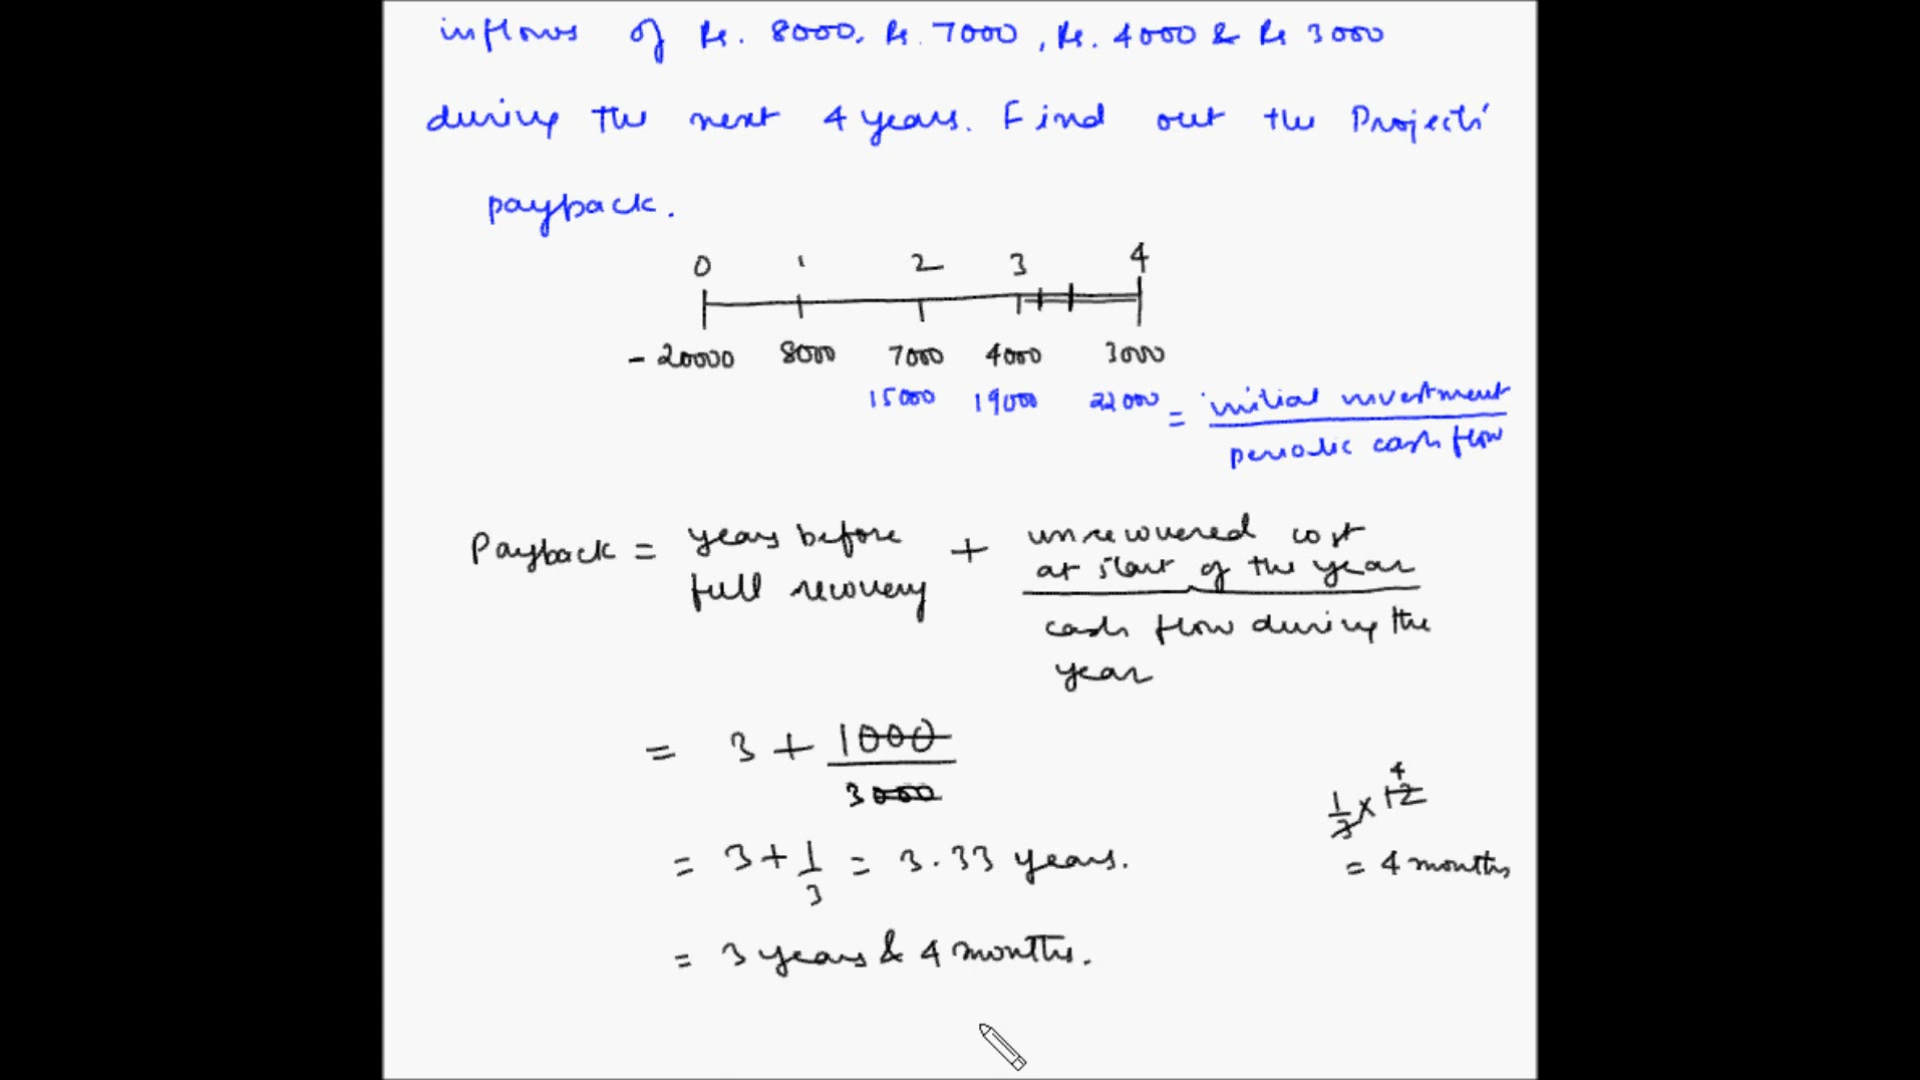 inflows of Rs. 8000, Rs. 7000, Rs. 4000 & Rs 3000
during the next 4 years. Find out the Projects'
payback.
0 1 2 3 4
- 20000 8000 7000 4000 3000
15000 19000 22000 = initial investment
periodic cash flow
Payback = years before + unrecovered cost
full recovery at start of the year
cash flow during the
year
= 3 + 1000
3000
1/3 x 12 4
= 3 + 1/3 = 3.33 years.
= 4 months
= 3 years & 4 months.